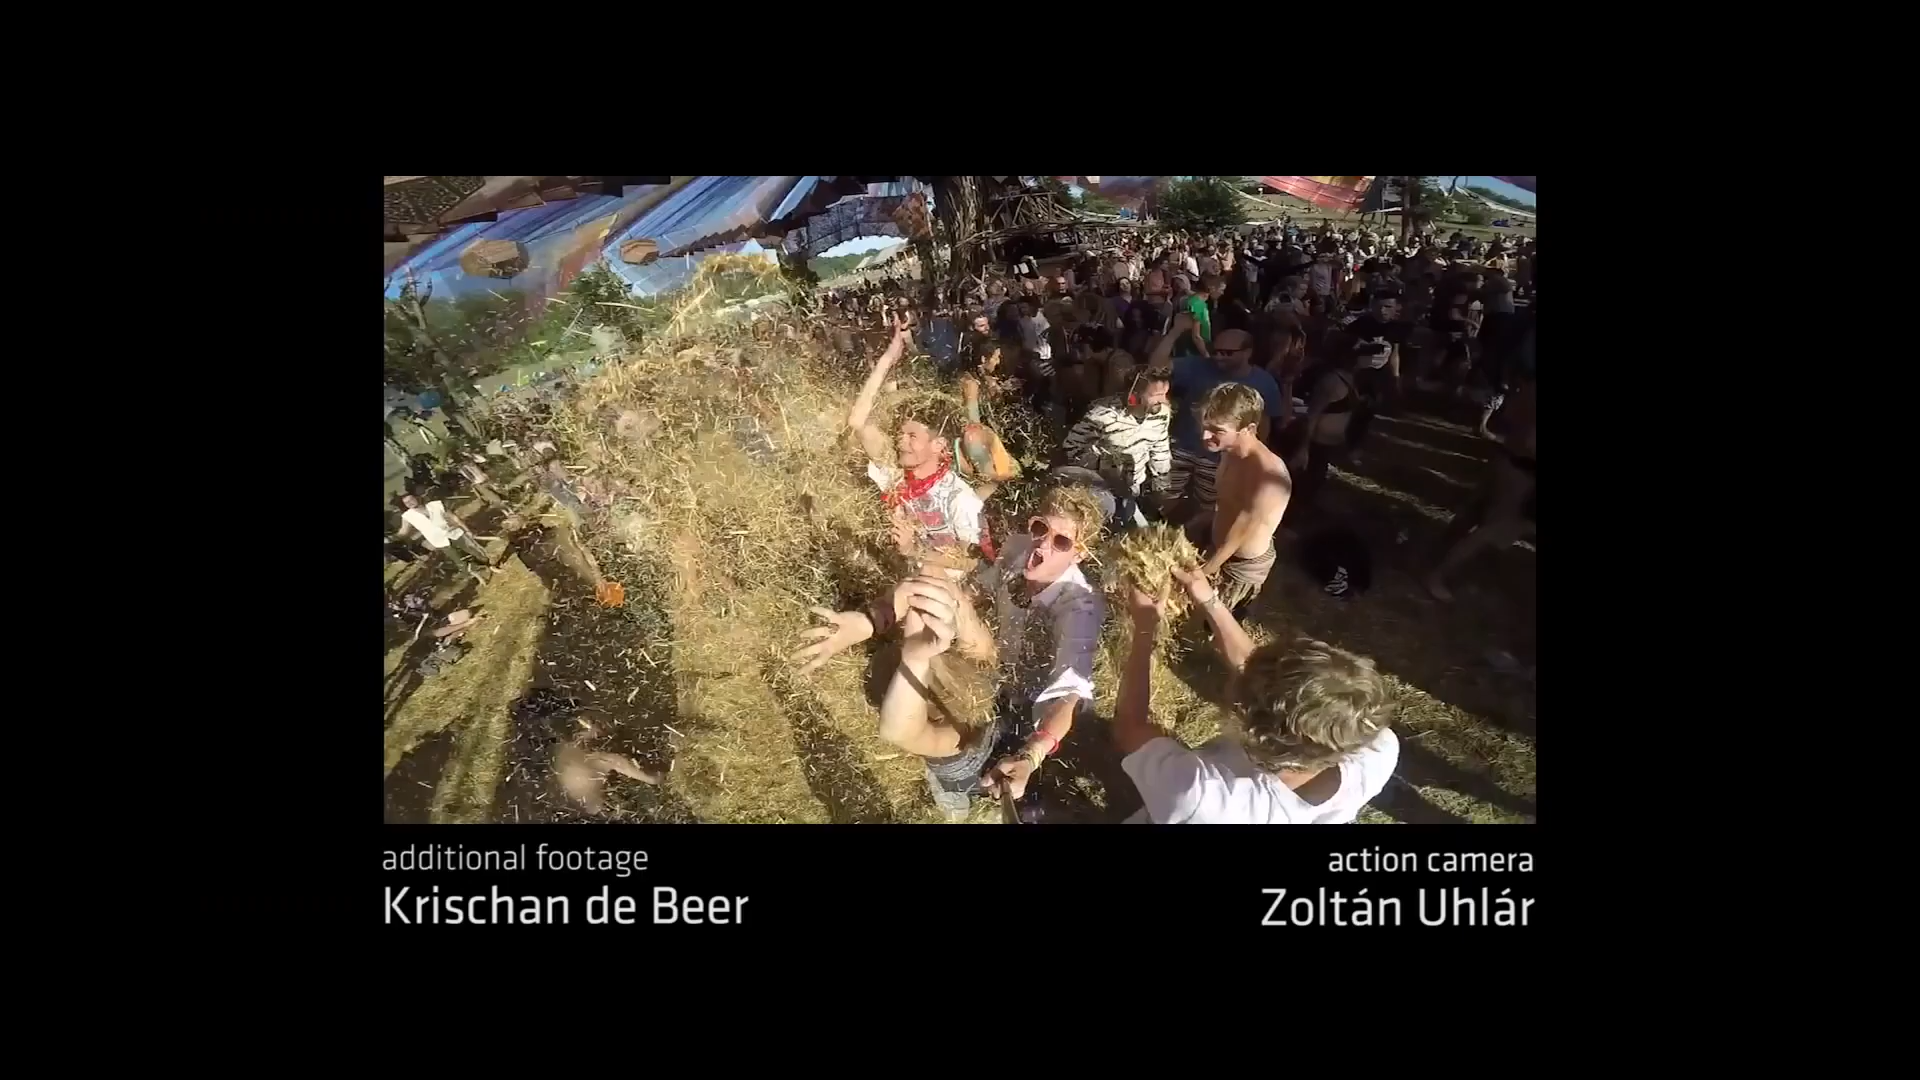 additional footage
Krischan de Beer
action camera
Zoltán Uhlár